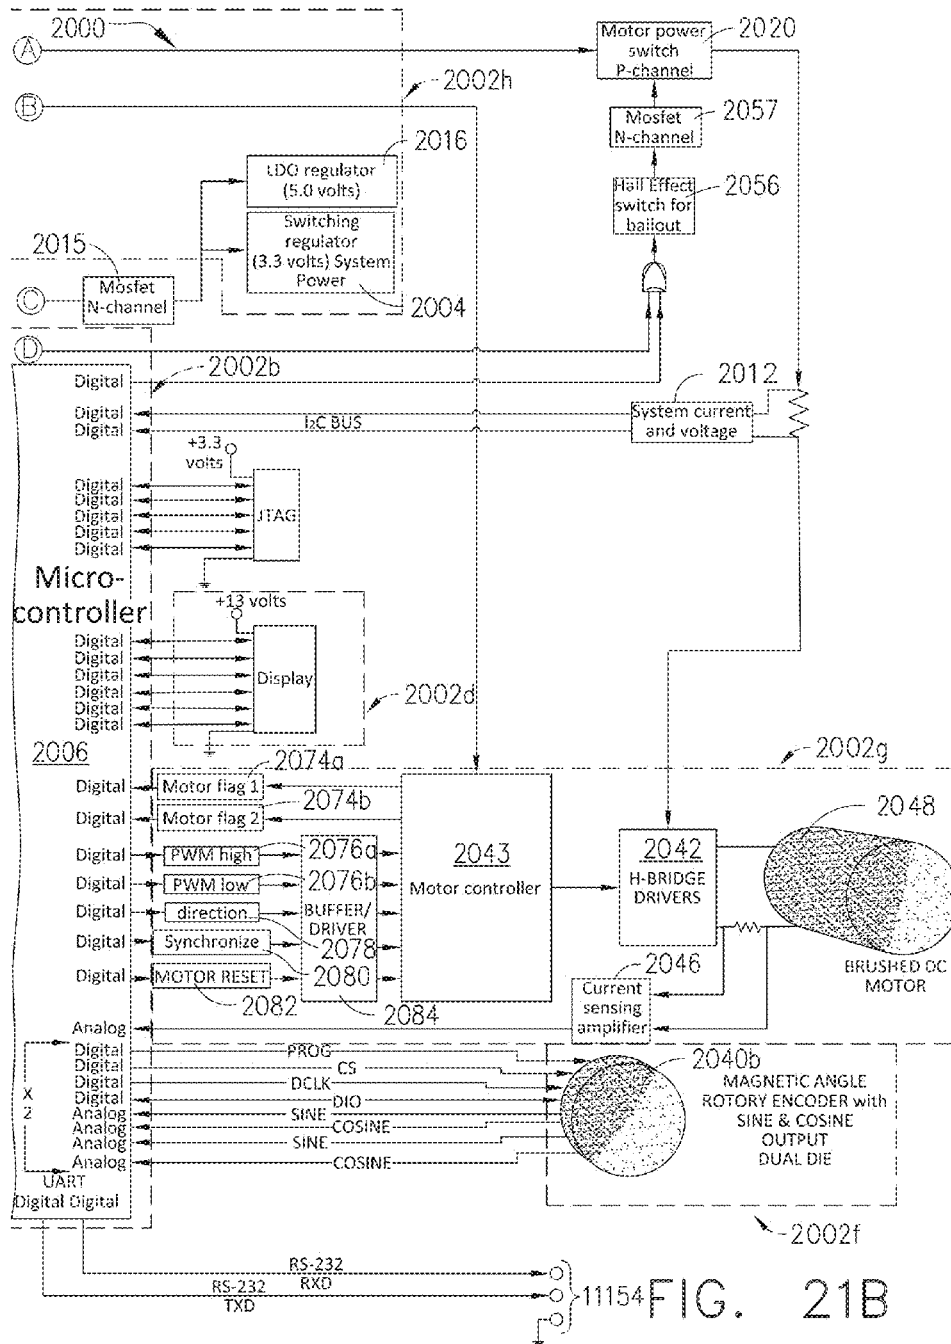 2000
A
Motor power
switch
P-channel
2020
2002h
B
Mosfet
N-channel
2057
2016
LDO regulator
(5.0 volts)
Hall Effect
switch for
bailout
2056
Switching
regulator
(3.3 volts) System
Power
2015
Mosfet
N-channel
C
2004
D
2002b
Digital
2012
Digital
I2C BUS
Digital
System current
and voltage
+3.3
volts
Digital
Digital
Digital
Digital
Digital
JTAG
Micro-
controller
+13 volts
Digital
Digital
Digital
Digital
Digital
Digital
Display
2002d
2006
2074a
2002g
Digital
Motor flag 1
2074b
Digital
Motor flag 2
2048
Digital
PWM high
2076a
2043
Motor controller
2042
H-BRIDGE
DRIVERS
Digital
PWM low
2076b
Digital
direction
BUFFER/
DRIVER
2078
Digital
Synchronize
2080
Digital
MOTOR RESET
2082
2084
2046
Current
sensing
amplifier
BRUSHED DC
MOTOR
Analog
Digital
PROG
Digital
CS
Digital
DCLK
Digital
DIO
Analog
SINE
Analog
COSINE
Analog
SINE
Analog
COSINE
X
2
2040b
MAGNETIC ANGLE
ROTORY ENCODER with
SINE & COSINE
OUTPUT
DUAL DIE
UART
Digital Digital
2002f
RS-232
RXD
RS-232
TXD
11154
FIG. 21B